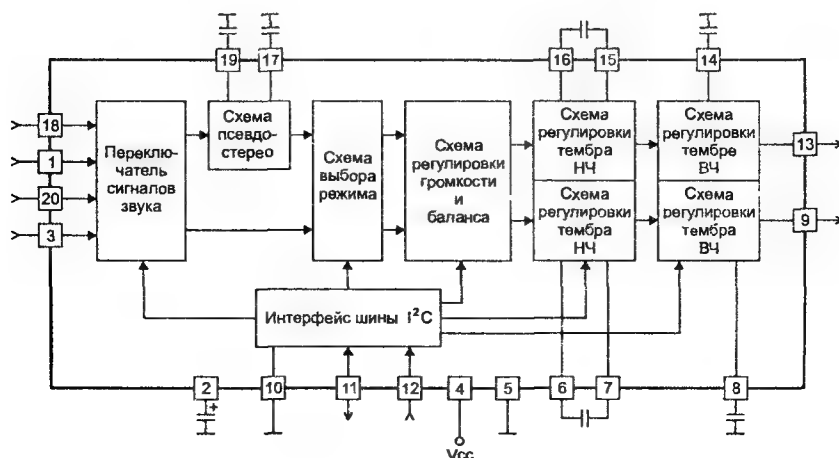 19
17
16
15
14
18
1
20
3
Переклю-
чатель
сигналов
звука
Схема
псевдо-
стерео
Схема
выбора
режима
Схема
регулировки
громкости
и
баланса
Схема
регулировки
тембра
НЧ
Схема
регулировки
тембре
ВЧ
Схема
регулировки
тембра
НЧ
Схема
регулировки
тембра
ВЧ
13
9
Интерфейс шины I²C
2
10
11
12
4
5
6
7
8
+
Vcc